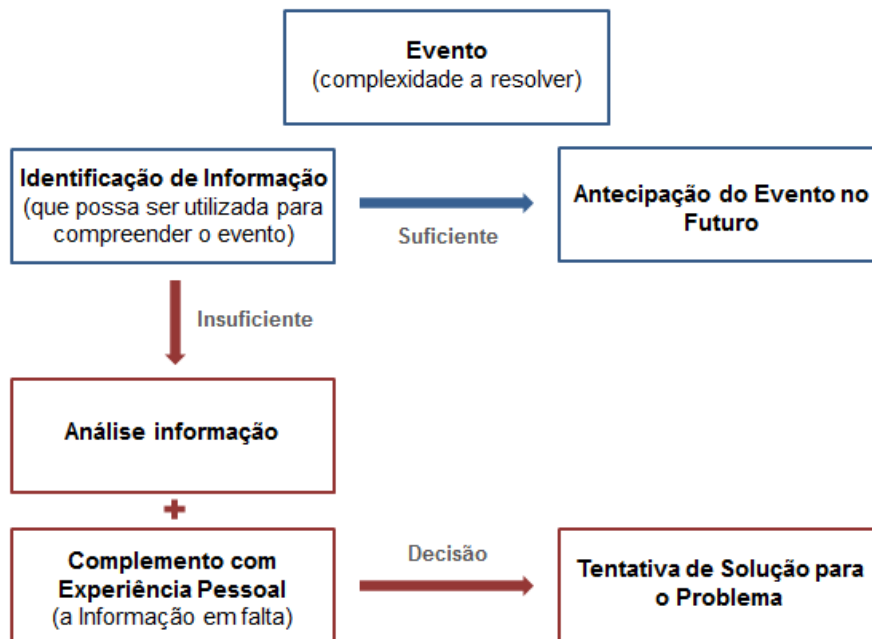 Evento
(complexidade a resolver)
Identificação de Informação
(que possa ser utilizada para
compreender o evento)
Suficiente
Antecipação do Evento no
Futuro
Insuficiente
Análise informação
+
Complemento com
Experiência Pessoal
(a Informação em falta)
Decisão
Tentativa de Solução para
o Problema